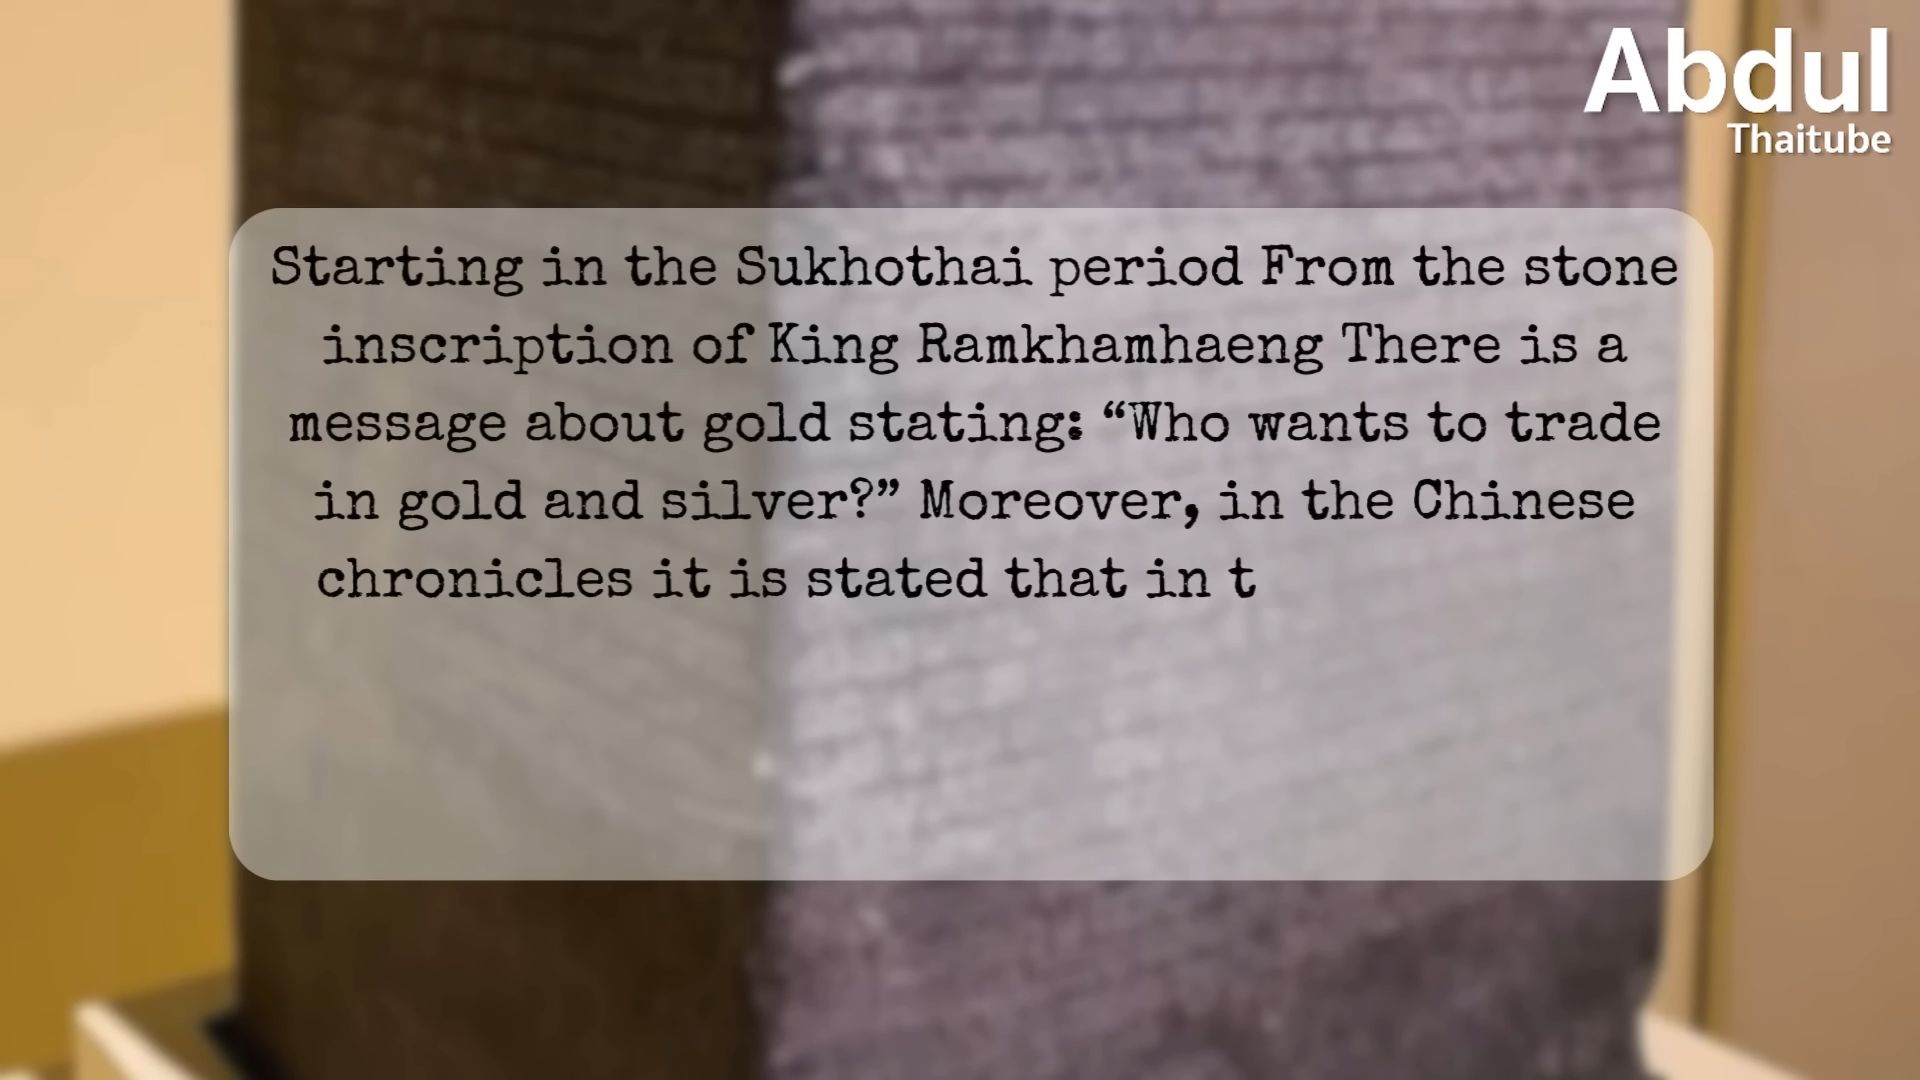 Abdul
Thaitube
Starting in the Sukhothai period From the stone
inscription of King Ramkhamhaeng There is a
message about gold stating: “Who wants to trade
in gold and silver?” Moreover, in the Chinese
chronicles it is stated that in t